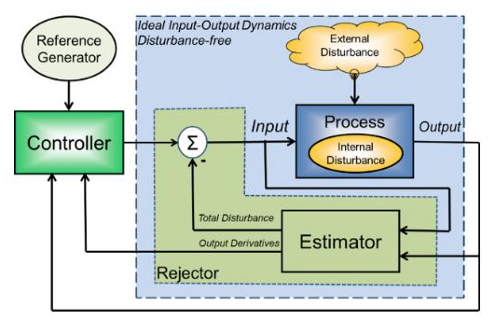 Ideal Input-Output Dynamics
Disturbance-free
Reference
Generator
External
Disturbance
Controller
Σ
-
Input
Process
Internal
Disturbance
Output
Total Disturbance
Output Derivatives
Estimator
Rejector